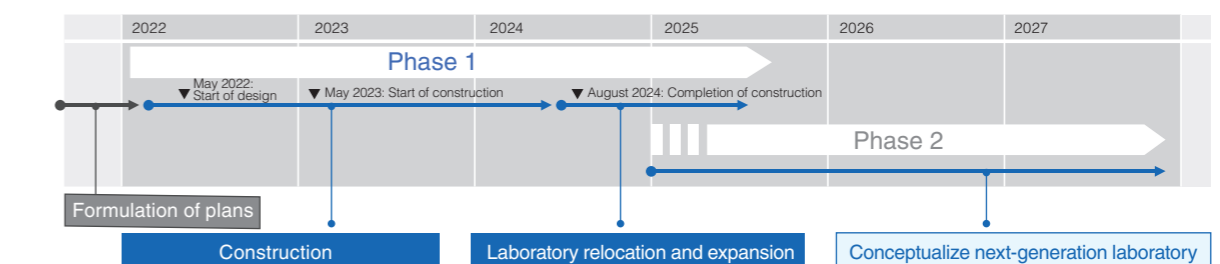 2022
2023
2024
2025
2026
2027
Phase 1
▼ May 2022:
Start of design
▼ May 2023: Start of construction
▼ August 2024: Completion of construction
Phase 2
Formulation of plans
Construction
Laboratory relocation and expansion
Conceptualize next-generation laboratory